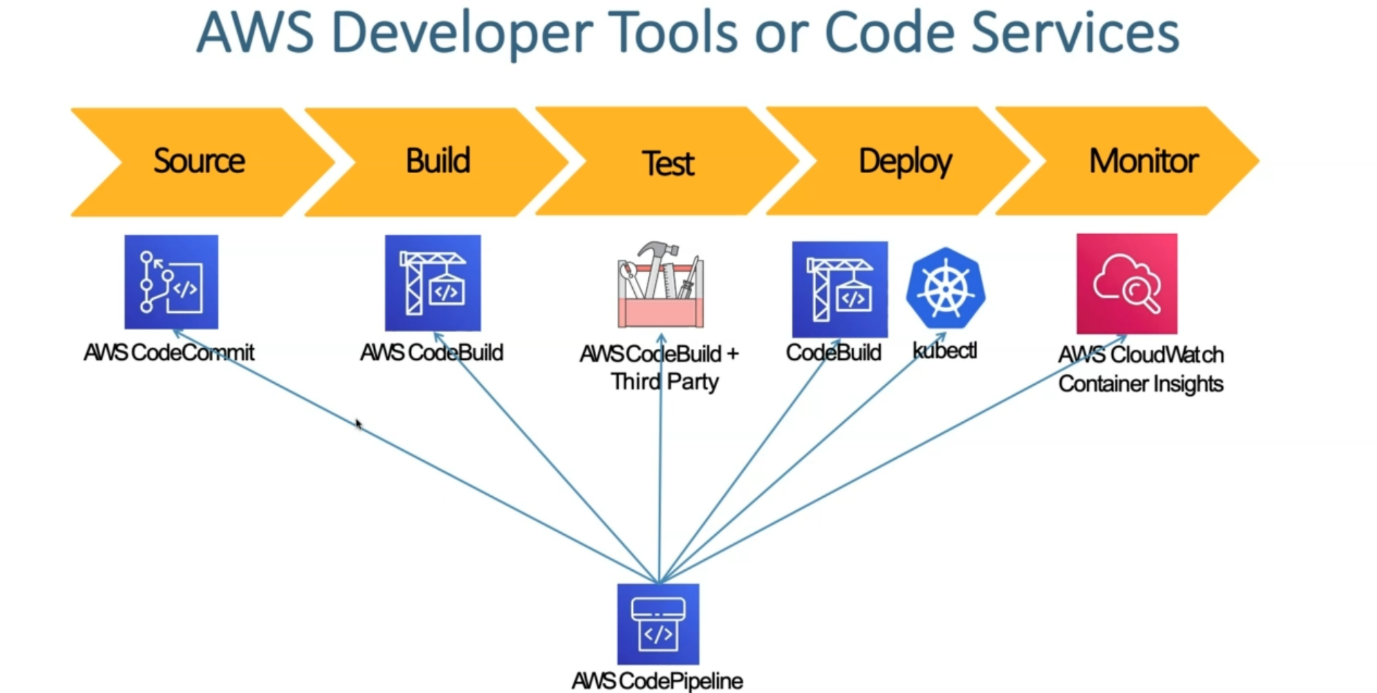 AWS Developer Tools or Code Services
Source
Build
Test
Deploy
Monitor
AWS CodeCommit
AWS CodeBuild
AWS CodeBuild +
Third Party
CodeBuild
kubectl
AWS CloudWatch
Container Insights
AWS CodePipeline